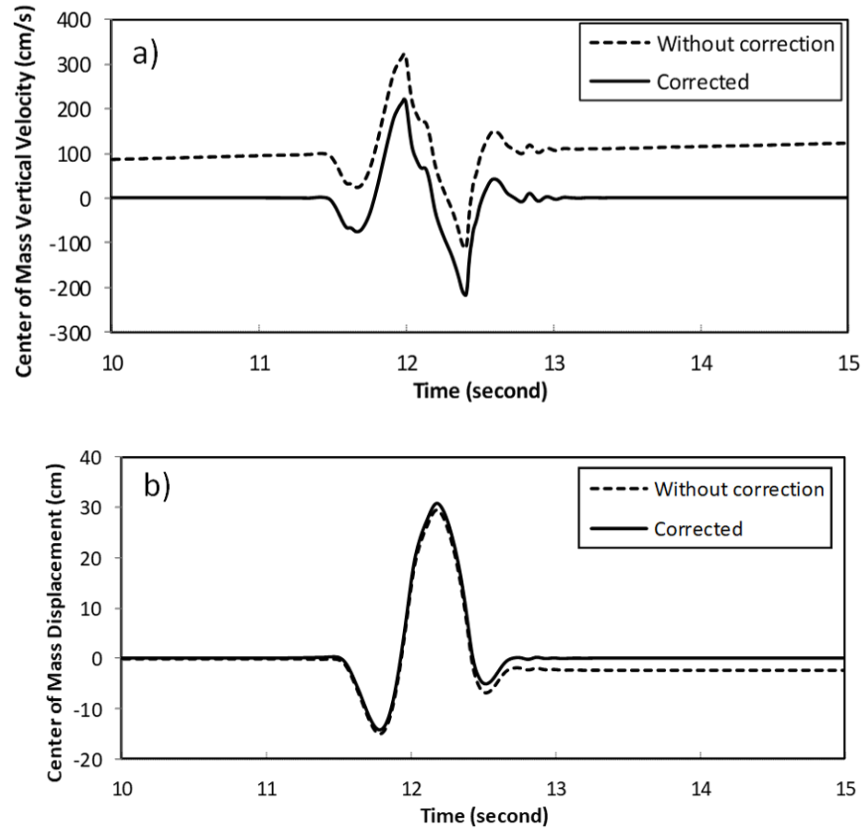 a)
Center of Mass Vertical Velocity (cm/s)
400
300
200
100
0
-100
-200
-300
Without correction
Corrected
10 11 12 13 14 15
Time (second)
b)
Center of Mass Displacement (cm)
40
30
20
10
0
-10
-20
Without correction
Corrected
10 11 12 13 14 15
Time (second)